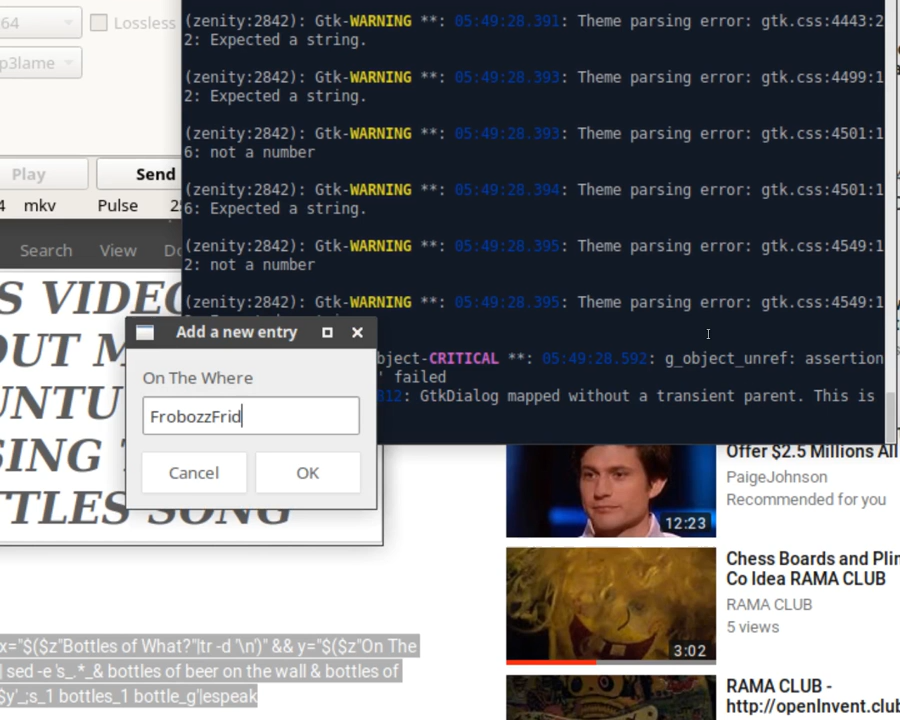 64
Lossless
p3lame
Play
Send
4 mkv Pulse
Search View
S VIDEO
OUT M
UNTU
SING
TTLES SONG
(zenity:2842): Gtk-WARNING **: 05:49:28.391: Theme parsing error: gtk.css:4443:2
2: Expected a string.
(zenity:2842): Gtk-WARNING **: 05:49:28.393: Theme parsing error: gtk.css:4499:1
2: Expected a string.
(zenity:2842): Gtk-WARNING **: 05:49:28.393: Theme parsing error: gtk.css:4501:1
6: not a number
(zenity:2842): Gtk-WARNING **: 05:49:28.394: Theme parsing error: gtk.css:4501:1
6: Expected a string.
(zenity:2842): Gtk-WARNING **: 05:49:28.395: Theme parsing error: gtk.css:4549:1
2: not a number
(zenity:2842): Gtk-WARNING **: 05:49:28.395: Theme parsing error: gtk.css:4549:1
bject-CRITICAL **: 05:49:28.592: g_object_unref: assertion
' failed
812: GtkDialog mapped without a transient parent. This is
Add a new entry
On The Where
FrobozzFrid
Cancel
OK
Offer $2.5 Millions All
PaigeJohnson
Recommended for you
12:23
Chess Boards and Plin
Co Idea RAMA CLUB
RAMA CLUB
5 views
3:02
RAMA CLUB -
http://openInvent.club
x="$($z"Bottles of What?"|tr -d '\n')" && y="$($z"On The
| sed -e 's_.*_& bottles of beer on the wall & bottles of
$y'_;s_1 bottles_1 bottle_g'|espeak